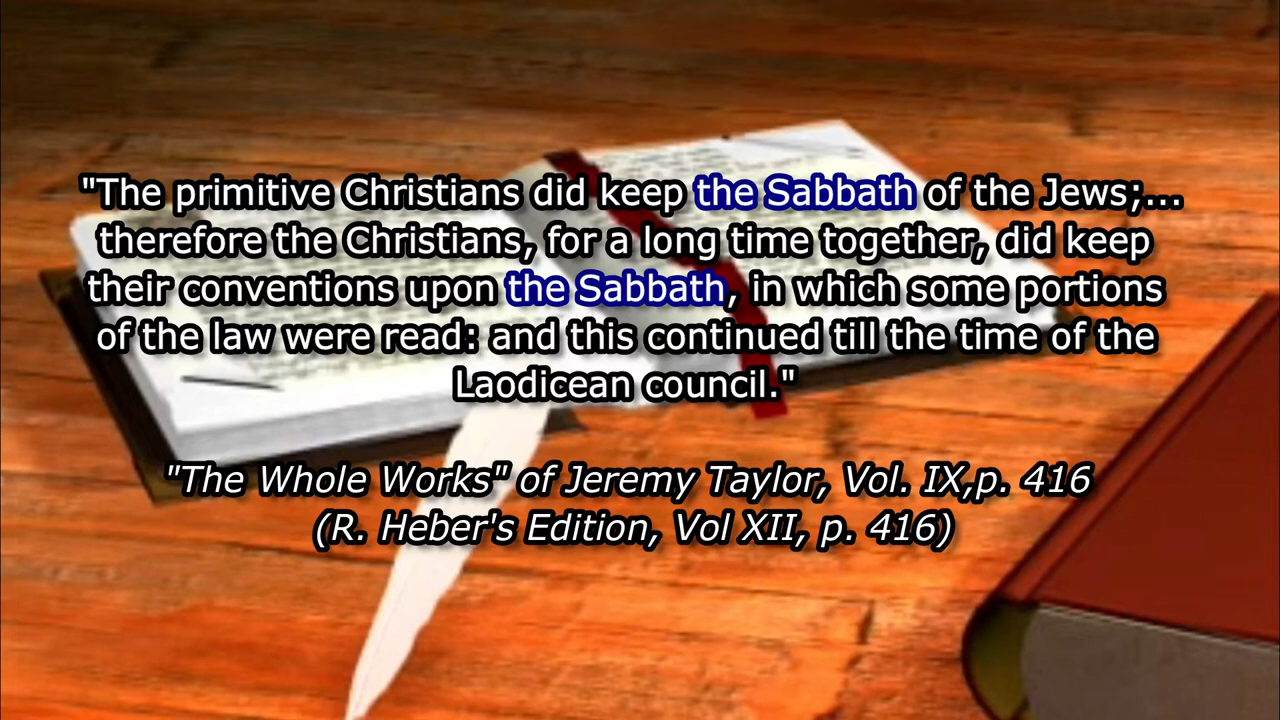 "The primitive Christians did keep the Sabbath of the Jews;...
therefore the Christians, for a long time together, did keep
their conventions upon the Sabbath, in which some portions
of the law were read: and this continued till the time of the
Laodicean council."
"The Whole Works" of Jeremy Taylor, Vol. IX,p. 416
(R. Heber's Edition, Vol XII, p. 416)